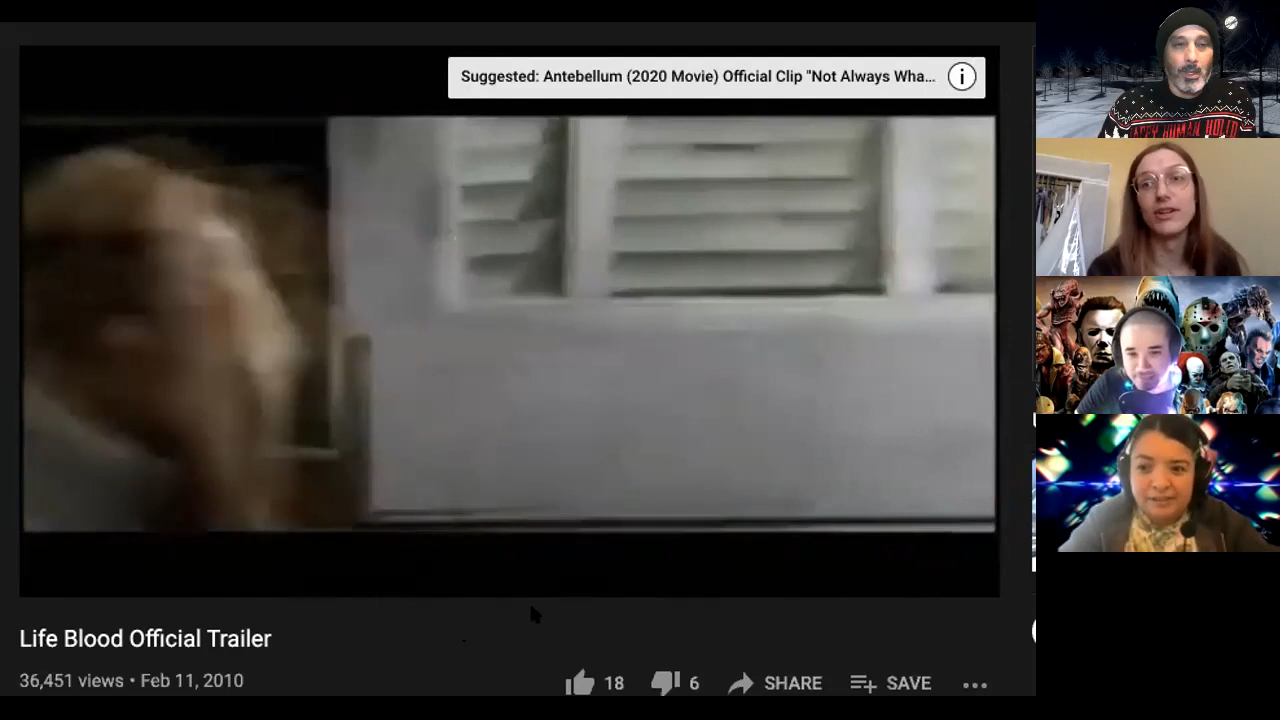 Suggested: Antebellum (2020 Movie) Official Clip "Not Always Wha...
Life Blood Official Trailer
36,451 views • Feb 11, 2010
18
6
SHARE
SAVE